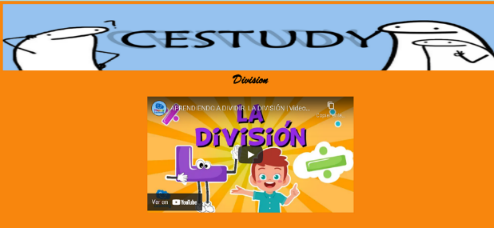 ?
CESTUDY
Division
APRENDIENDO A DIVIDIR LA DIVISIÓN | Vídeo...
LA
DiViSiÓN
Ver en YouTube